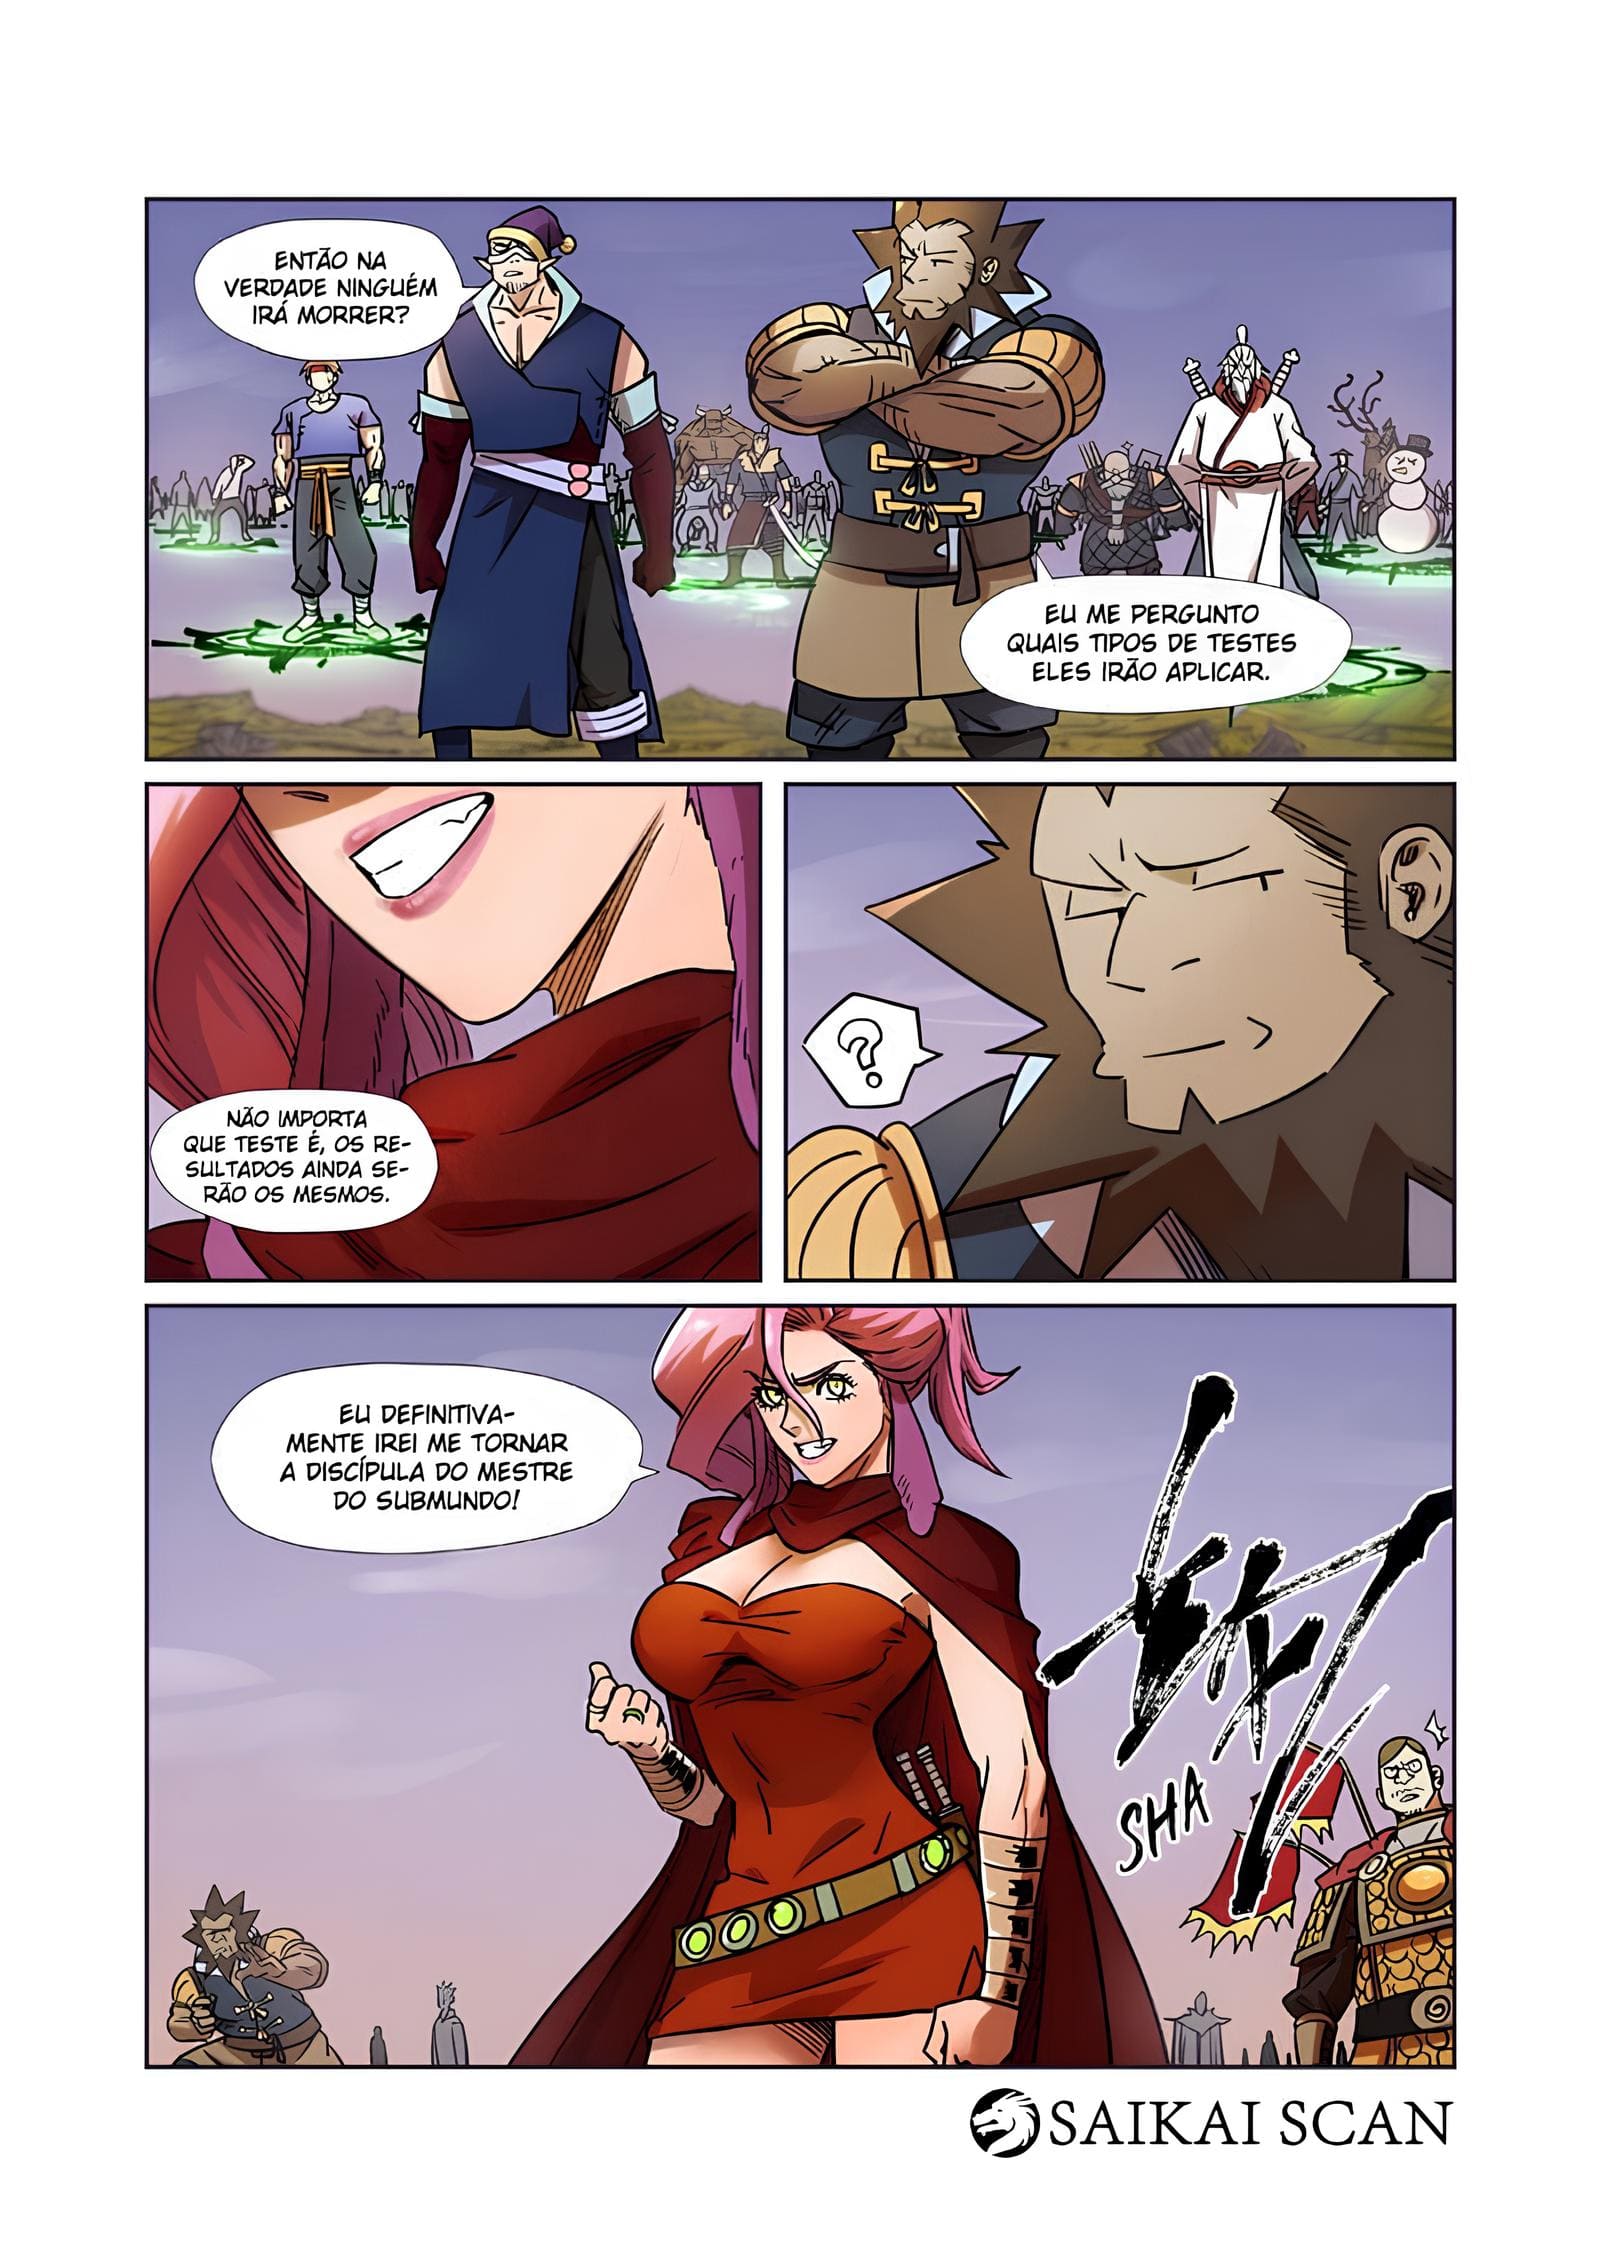 ENTÃO NA
VERDADE NINGUÉM
IRÁ MORRER?
EU ME PERGUNTO
QUAIS TIPOS DE TESTES
ELES IRÃO APLICAR.
NÃO IMPORTA
QUE TESTE É, OS RE-
SULTADOS AINDA SE-
RÃO OS MESMOS.
?
EU DEFINITIVA-
MENTE IREI ME TORNAR
A DISCÍPULA DO MESTRE
DO SUBMUNDO!
SHA
SAIKAI SCAN